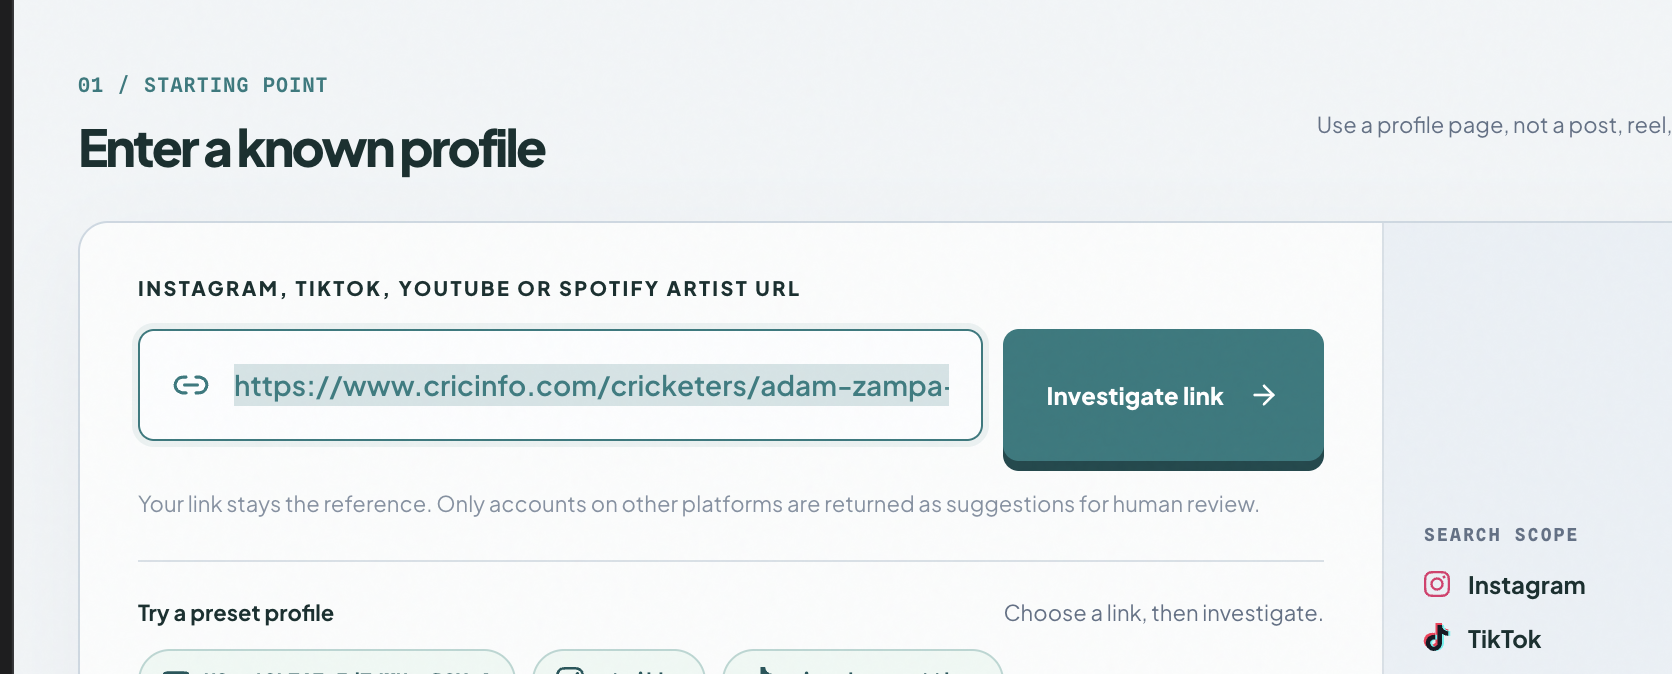 01 / STARTING POINT
Enter a known profile
Use a profile page, not a post, reel,
INSTAGRAM, TIKTOK, YOUTUBE OR SPOTIFY ARTIST URL
https://www.cricinfo.com/cricketers/adam-zampa-
Investigate link
Your link stays the reference. Only accounts on other platforms are returned as suggestions for human review.
SEARCH SCOPE
Instagram
Try a preset profile
Choose a link, then investigate.
TikTok